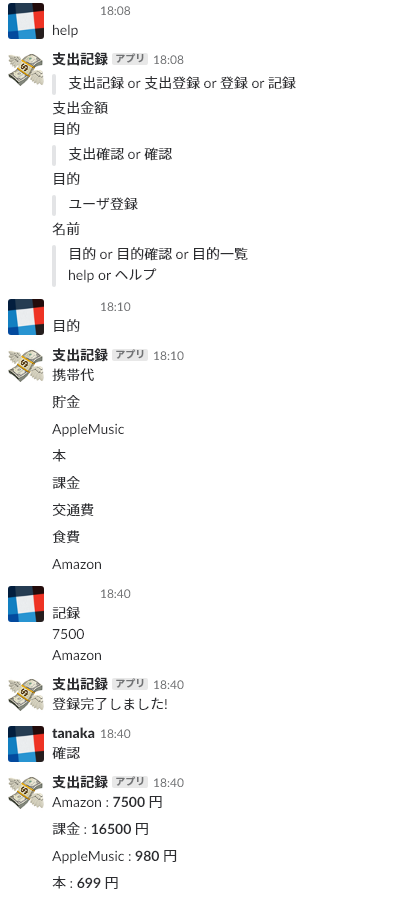 18:08
help
支出記録 アプリ 18:08
支出記録 or 支出登録 or 登録 or 記録
支出金額
目的
支出確認 or 確認
目的
ユーザ登録
名前
目的 or 目的確認 or 目的一覧
help or ヘルプ
18:10
目的
支出記録 アプリ 18:10
携帯代
貯金
AppleMusic
本
課金
交通費
食費
Amazon
18:40
記録
7500
Amazon
支出記録 アプリ 18:40
登録完了しました!
tanaka 18:40
確認
支出記録 アプリ 18:40
Amazon : 7500 円
課金 : 16500 円
AppleMusic : 980 円
本 : 699 円